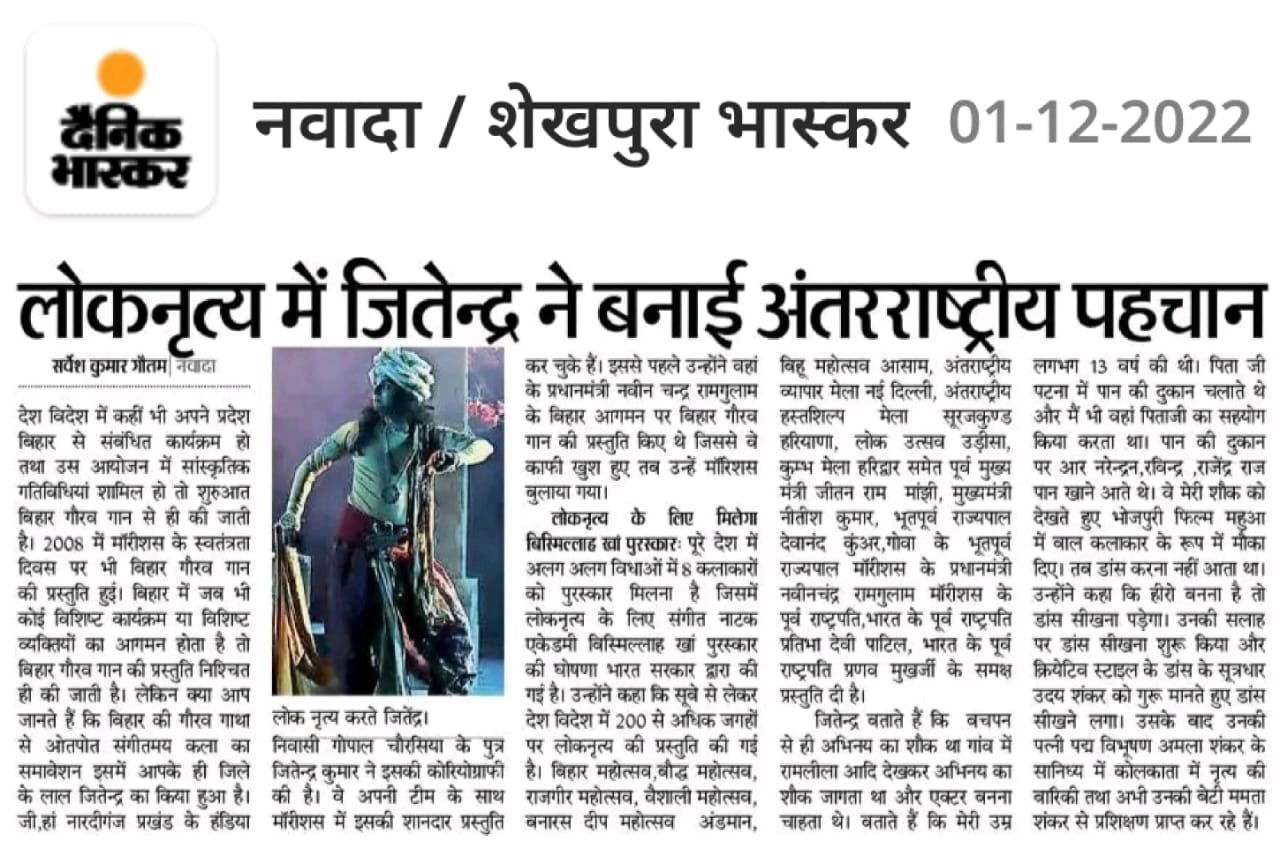 दैनिक
भास्कर
नवादा / शेखपुरा भास्कर 01-12-2022
लोकनृत्य में जितेन्द्र ने बनाई अंतरराष्ट्रीय पहचान
सर्वेश कुमार गौतम | नवादा
देश विदेश में कहीं भी अपने प्रदेश
बिहार से संबंधित कार्यक्रम हो
तथा उस आयोजन में सांस्कृतिक
गतिविधियां शामिल हो तो शुरुआत
बिहार गौरव गान से ही की जाती
है। 2008 में मॉरीशस के स्वतंत्रता
दिवस पर भी बिहार गौरव गान
की प्रस्तुति हुई। बिहार में जब भी
कोई विशिष्ट कार्यक्रम या विशिष्ट
व्यक्तियों का आगमन होता है तो
बिहार गौरव गान की प्रस्तुति निश्चित
ही की जाती है। लेकिन क्या आप
जानते हैं कि बिहार की गौरव गाथा
से ओतपोत संगीतमय कला का
समावेशन इसमें आपके ही जिले
के लाल जितेन्द्र का किया हुआ है।
जी,हां नारदीगंज प्रखंड के हंडिया
लोक नृत्य करते जितेंद्र।
निवासी गोपाल चौरसिया के पुत्र
जितेन्द्र कुमार ने इसकी कोरियोग्राफी
की है। वे अपनी टीम के साथ
मॉरीशस में इसकी शानदार प्रस्तुति
कर चुके हैं। इससे पहले उन्होंने वहां
के प्रधानमंत्री नवीन चन्द्र रामगुलाम
के बिहार आगमन पर बिहार गौरव
गान की प्रस्तुति किए थे जिससे वे
काफी खुश हुए तब उन्हें मॉरिशस
बुलाया गया।
लोकनृत्य के लिए मिलेगा
बिस्मिल्लाह खां पुरस्कारः पूरे देश में
अलग अलग विधाओं में 8 कलाकारों
को पुरस्कार मिलना है जिसमें
लोकनृत्य के लिए संगीत नाटक
एकेडमी बिस्मिल्लाह खां पुरस्कार
की घोषणा भारत सरकार द्वारा की
गई है। उन्होंने कहा कि सूबे से लेकर
देश विदेश में 200 से अधिक जगहों
पर लोकनृत्य की प्रस्तुति की गई
है। बिहार महोत्सव,बौद्ध महोत्सव,
राजगीर महोत्सव, वैशाली महोत्सव,
बनारस दीप महोत्सव अंडमान,
बिहू महोत्सव आसाम, अंतराष्ट्रीय
व्यापार मेला नई दिल्ली, अंतराष्ट्रीय
हस्तशिल्प मेला सूरजकुण्ड
हरियाणा, लोक उत्सव उड़ीसा,
कुम्भ मेला हरिद्वार समेत पूर्व मुख्य
मंत्री जीतन राम मांझी, मुख्यमंत्री
नीतीश कुमार, भूतपूर्व राज्यपाल
देवानंद कुंअर,गोवा के भूतपूर्व
राज्यपाल मॉरीशस के प्रधानमंत्री
नवीनचंद्र रामगुलाम मॉरीशस के
पूर्व राष्ट्रपति,भारत के पूर्व राष्ट्रपति
प्रतिभा देवी पाटिल, भारत के पूर्व
राष्ट्रपति प्रणव मुखर्जी के समक्ष
प्रस्तुति दी है।
जितेन्द्र बताते हैं कि बचपन
से ही अभिनय का शौक था गांव में
रामलीला आदि देखकर अभिनय का
शौक जागता था और एक्टर बनना
चाहता थे। बताते हैं कि मेरी उम्र
लगभग 13 वर्ष की थी। पिता जी
पटना में पान की दुकान चलाते थे
और मैं भी वहां पिताजी का सहयोग
किया करता था। पान की दुकान
पर आर नरेन्द्रन,रविन्द्र ,राजेंद्र राज
पान खाने आते थे। वे मेरी शौक को
देखते हुए भोजपुरी फिल्म महुआ
में बाल कलाकार के रूप में मौका
दिए। तब डांस करना नहीं आता था।
उन्होंने कहा कि हीरो बनना है तो
डांस सीखना पड़ेगा। उनकी सलाह
पर डांस सीखना शुरू किया और
क्रियेटिव स्टाइल के डांस के सूत्रधार
उदय शंकर को गुरू मानते हुए डांस
सीखने लगा। उसके बाद उनकी
पत्नी पद्म विभूषण अमला शंकर के
सानिध्य में कोलकाता में नृत्य की
बारिकी तथा अभी उनकी बेटी ममता
शंकर से प्रशिक्षण प्राप्त कर रहे हैं।